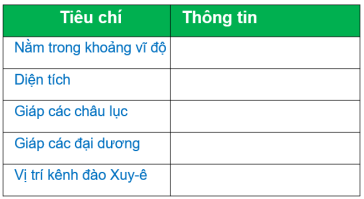 Tiêu chí Thông tin
Nằm trong khoảng vĩ độ
Diện tích
Giáp các châu lục
Giáp các đại dương
Vị trí kênh đào Xuy-ê